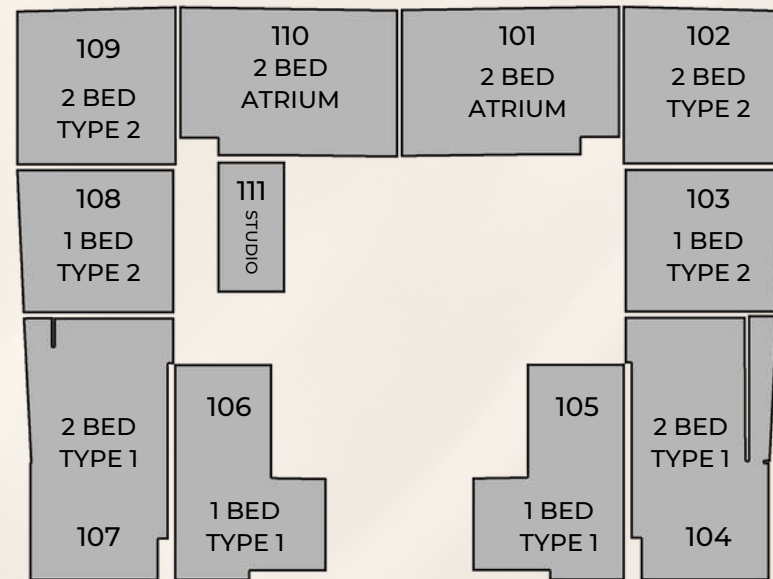 109
2 BED
TYPE 2
110
2 BED
ATRIUM
101
2 BED
ATRIUM
102
2 BED
TYPE 2
108
1 BED
TYPE 2
111
STUDIO
103
1 BED
TYPE 2
2 BED
TYPE 1
107
106
1 BED
TYPE 1
105
1 BED
TYPE 1
2 BED
TYPE 1
104